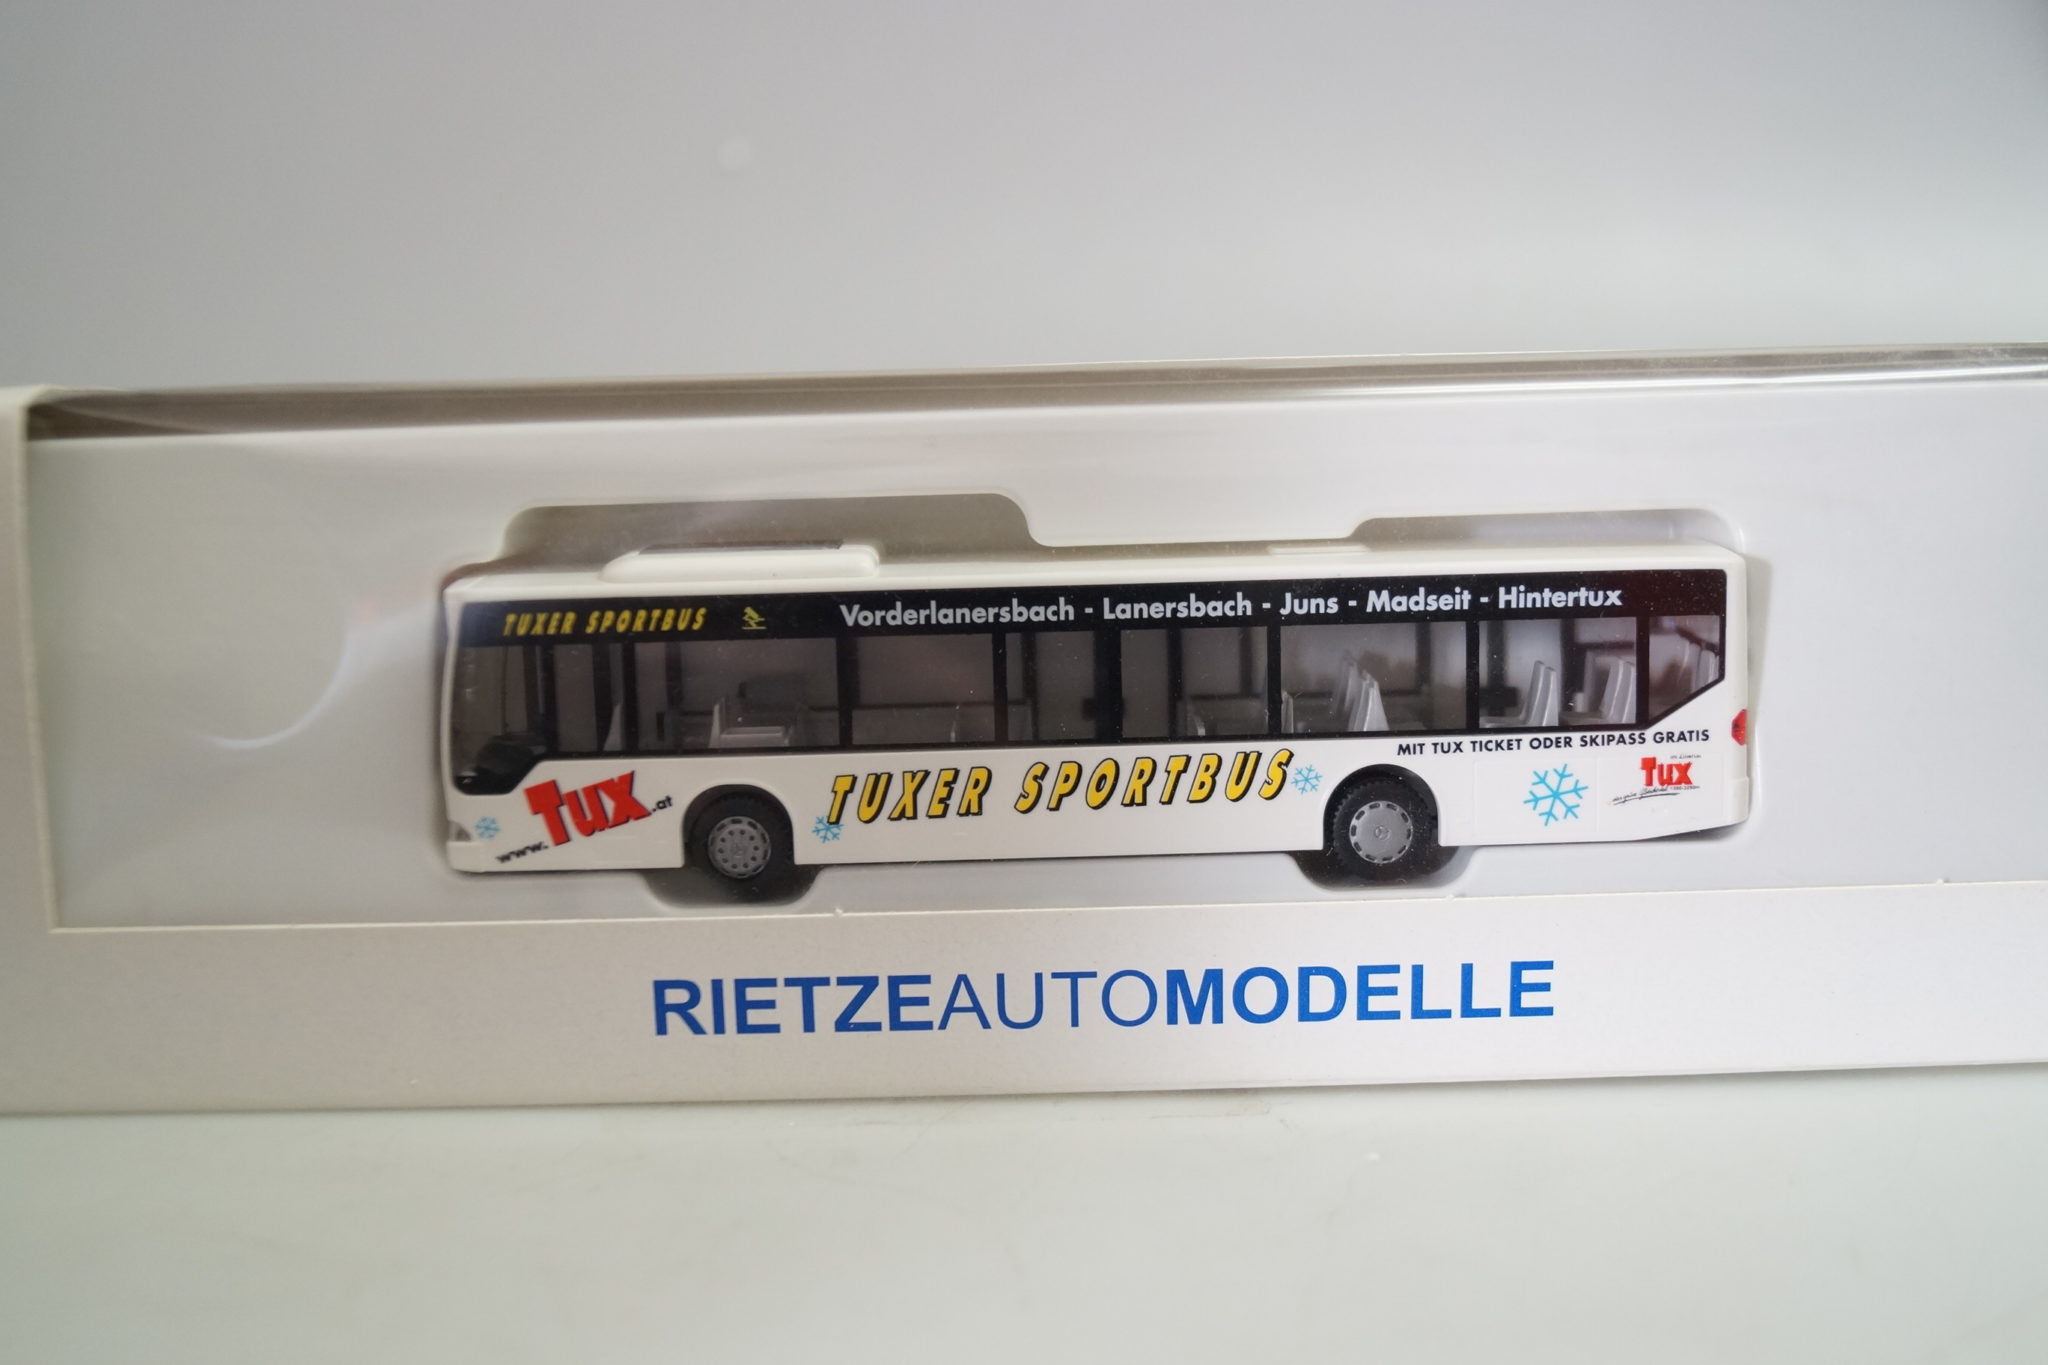 TUXER SPORTBUS
Vorderlanersbach - Lanersbach - Juns - Madseit - Hintertux
MIT TUX TICKET ODER SKIPASS GRATIS
www.Tux.at
TUXER SPORTBUS
Tux
RIETZEAUTOMODELLE